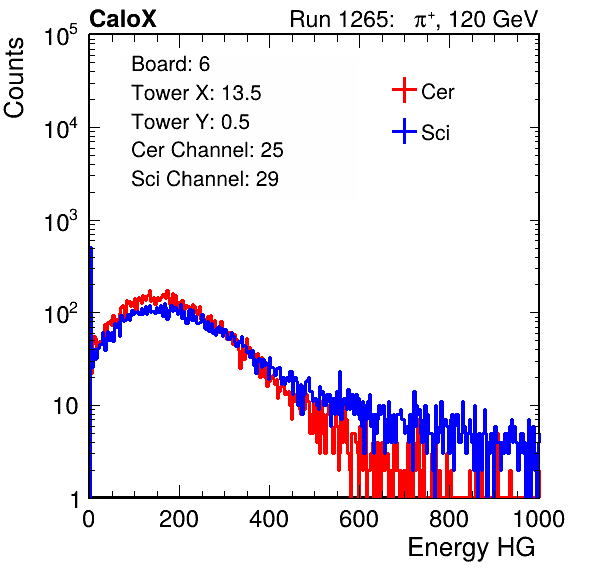 CaloX Run 1265: π⁺, 120 GeV
Counts
10⁵
10⁴
10³
10²
10
1
Board: 6
Tower X: 13.5
Tower Y: 0.5
Cer Channel: 25
Sci Channel: 29
Cer
Sci
0 200 400 600 800 1000
Energy HG